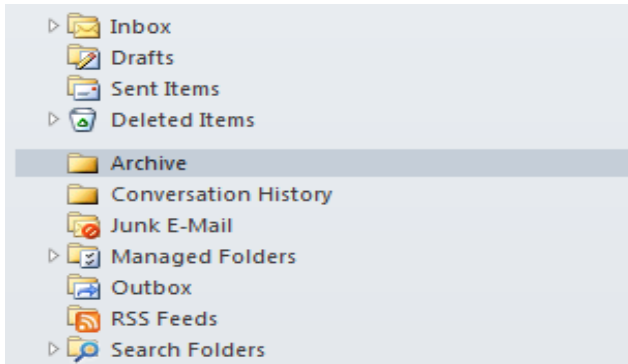 Inbox
Drafts
Sent Items
Deleted Items
Archive
Conversation History
Junk E-Mail
Managed Folders
Outbox
RSS Feeds
Search Folders